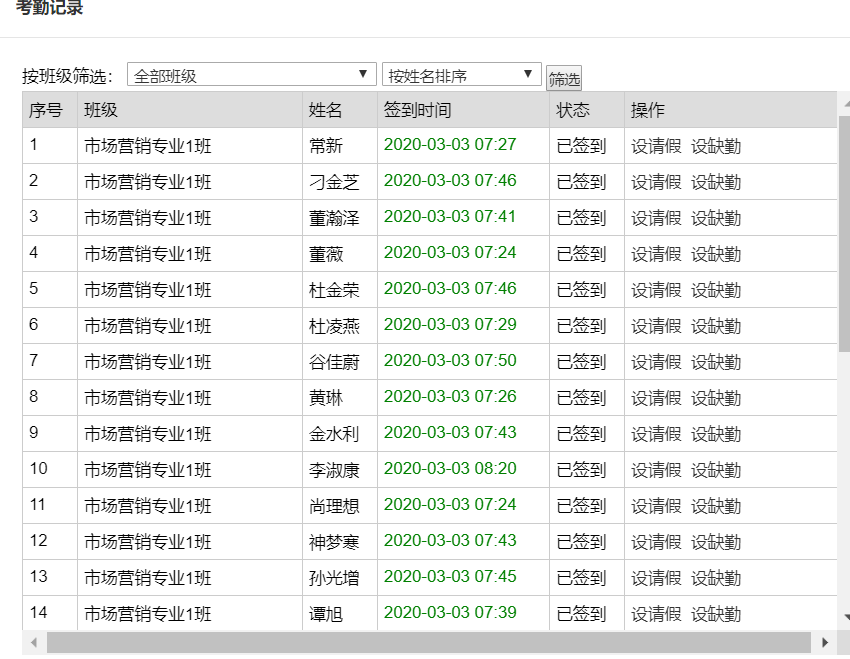 考勤记录
按班级筛选： 全部班级 按姓名排序 筛选
序号 班级 姓名 签到时间 状态 操作
1 市场营销专业1班 常新 2020-03-03 07:27 已签到 设请假 设缺勤
2 市场营销专业1班 刁金芝 2020-03-03 07:46 已签到 设请假 设缺勤
3 市场营销专业1班 董瀚泽 2020-03-03 07:41 已签到 设请假 设缺勤
4 市场营销专业1班 董薇 2020-03-03 07:24 已签到 设请假 设缺勤
5 市场营销专业1班 杜金荣 2020-03-03 07:46 已签到 设请假 设缺勤
6 市场营销专业1班 杜凌燕 2020-03-03 07:29 已签到 设请假 设缺勤
7 市场营销专业1班 谷佳蔚 2020-03-03 07:50 已签到 设请假 设缺勤
8 市场营销专业1班 黄琳 2020-03-03 07:26 已签到 设请假 设缺勤
9 市场营销专业1班 金水利 2020-03-03 07:43 已签到 设请假 设缺勤
10 市场营销专业1班 李淑康 2020-03-03 08:20 已签到 设请假 设缺勤
11 市场营销专业1班 尚理想 2020-03-03 07:24 已签到 设请假 设缺勤
12 市场营销专业1班 神梦寒 2020-03-03 07:43 已签到 设请假 设缺勤
13 市场营销专业1班 孙光增 2020-03-03 07:45 已签到 设请假 设缺勤
14 市场营销专业1班 谭旭 2020-03-03 07:39 已签到 设请假 设缺勤